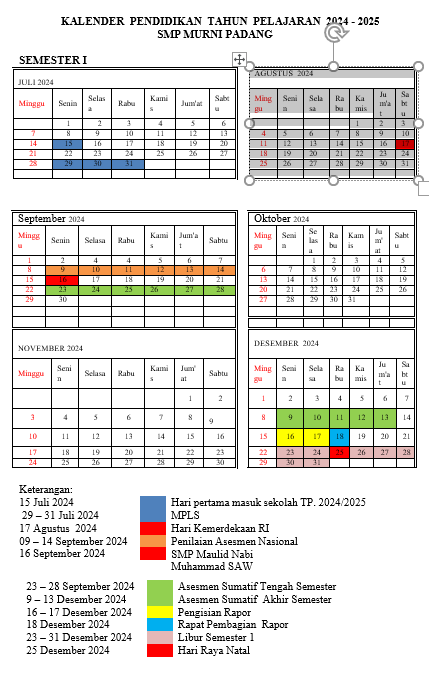 KALENDER PENDIDIKAN TAHUN PELAJARAN 2024 - 2025
SMP MURNI PADANG
SEMESTER I
JULI 2024
Minggu Senin Selasa Rabu Kamis Jum'at Sabtu
1 2 3 4 5 6
7 8 9 10 11 12 13
14 15 16 17 18 19 20
21 22 23 24 25 26 27
28 29 30 31
AGUSTUS 2024
Minggu Senin Selasa Rabu Kamis Jum'at Sabtu
1 2 3
4 5 6 7 8 9 10
11 12 13 14 15 16 17
18 19 20 21 22 23 24
25 26 27 28 29 30 31
September 2024
Minggu Senin Selasa Rabu Kamis Jum'at Sabtu
1 2 3 4 5 6 7
8 9 10 11 12 13 14
15 16 17 18 19 20 21
22 23 24 25 26 27 28
29 30
Oktober 2024
Minggu Senin Selasa Rabu Kamis Jum'at Sabtu
1 2 3 4 5
6 7 8 9 10 11 12
13 14 15 16 17 18 19
20 21 22 23 24 25 26
27 28 29 30 31
NOVEMBER 2024
Minggu Senin Selasa Rabu Kamis Jum'at Sabtu
1 2
3 4 5 6 7 8 9
10 11 12 13 14 15 16
17 18 19 20 21 22 23
24 25 26 27 28 29 30
DESEMBER 2024
Minggu Senin Selasa Rabu Kamis Jum'at Sabtu
1 2 3 4 5 6 7
8 9 10 11 12 13 14
15 16 17 18 19 20 21
22 23 24 25 26 27 28
29 30 31
Keterangan:
15 Juli 2024 Hari pertama masuk sekolah TP. 2024/2025
29 – 31 Juli 2024 MPLS
17 Agustus 2024 Hari Kemerdekaan RI
09 – 14 September 2024 Penilaian Asesmen Nasional
16 September 2024 SMP Maulid Nabi
Muhammad SAW
23 – 28 September 2024 Asesmen Sumatif Tengah Semester
9 – 13 Desember 2024 Asesmen Sumatif Akhir Semester
16 – 17 Desember 2024 Pengisian Rapor
18 Desember 2024 Rapat Pembagian Rapor
23 – 31 Desember 2024 Libur Semester 1
25 Desember 2024 Hari Raya Natal